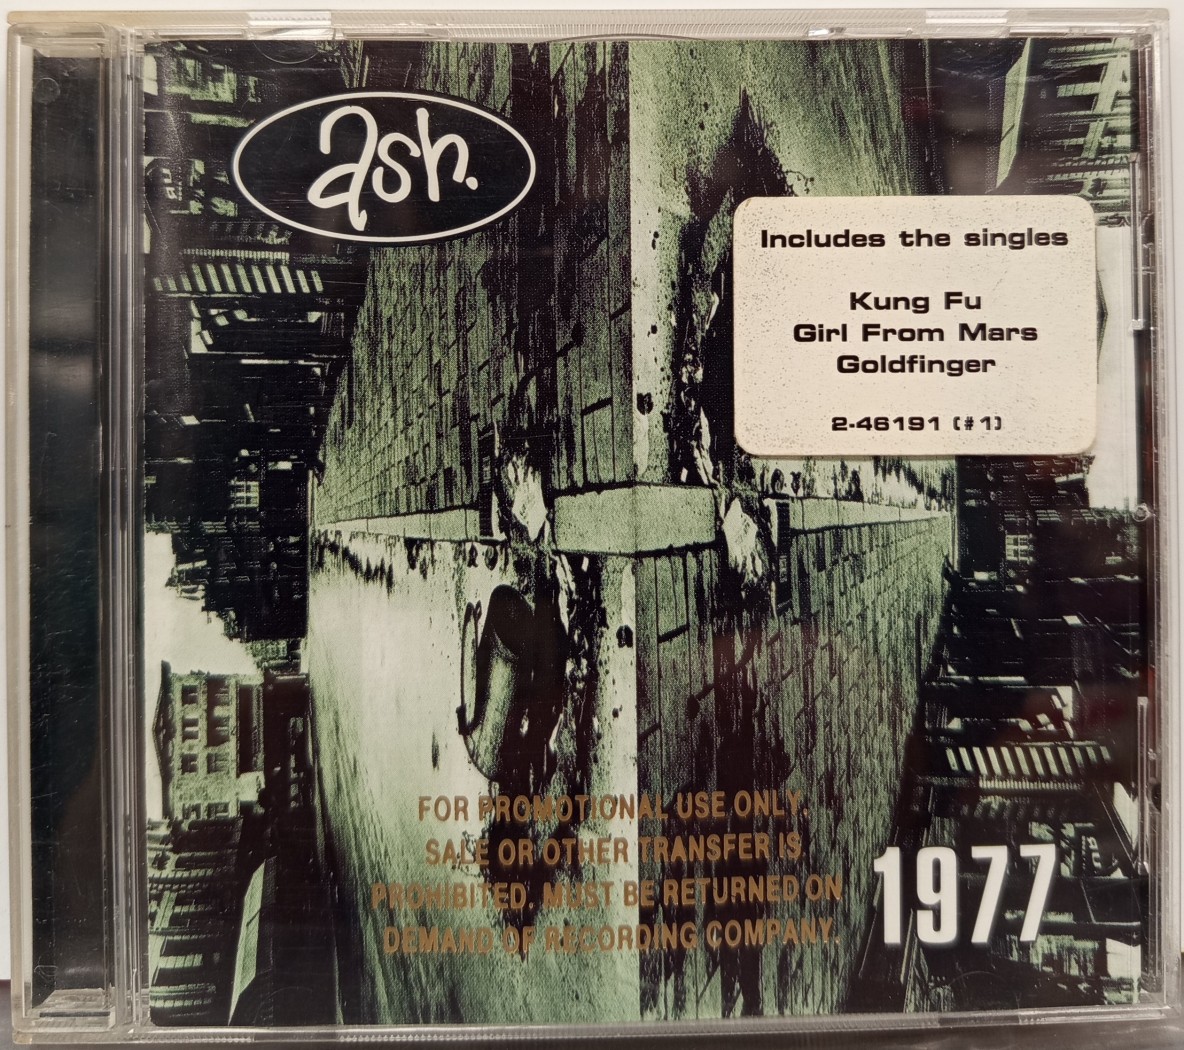 ash.
Includes the singles
Kung Fu
Girl From Mars
Goldfinger
2-46191 (#1)
FOR PROMOTIONAL USE ONLY.
SALE OR OTHER TRANSFER IS
PROHIBITED. MUST BE RETURNED ON
DEMAND OF RECORDING COMPANY.
1977